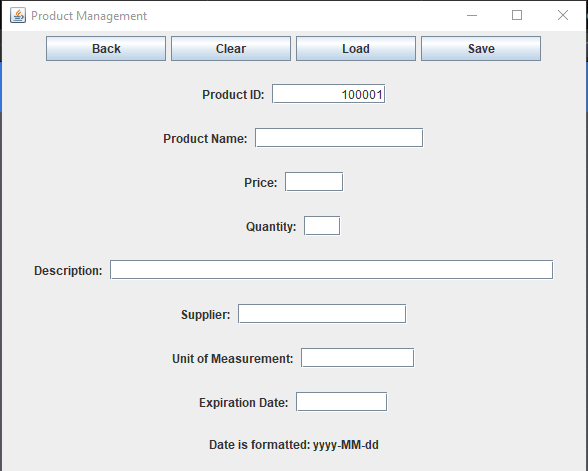 Product Management
Back Clear Load Save
Product ID: 100001
Product Name:
Price:
Quantity:
Description:
Supplier:
Unit of Measurement:
Expiration Date:
Date is formatted: yyyy-MM-dd